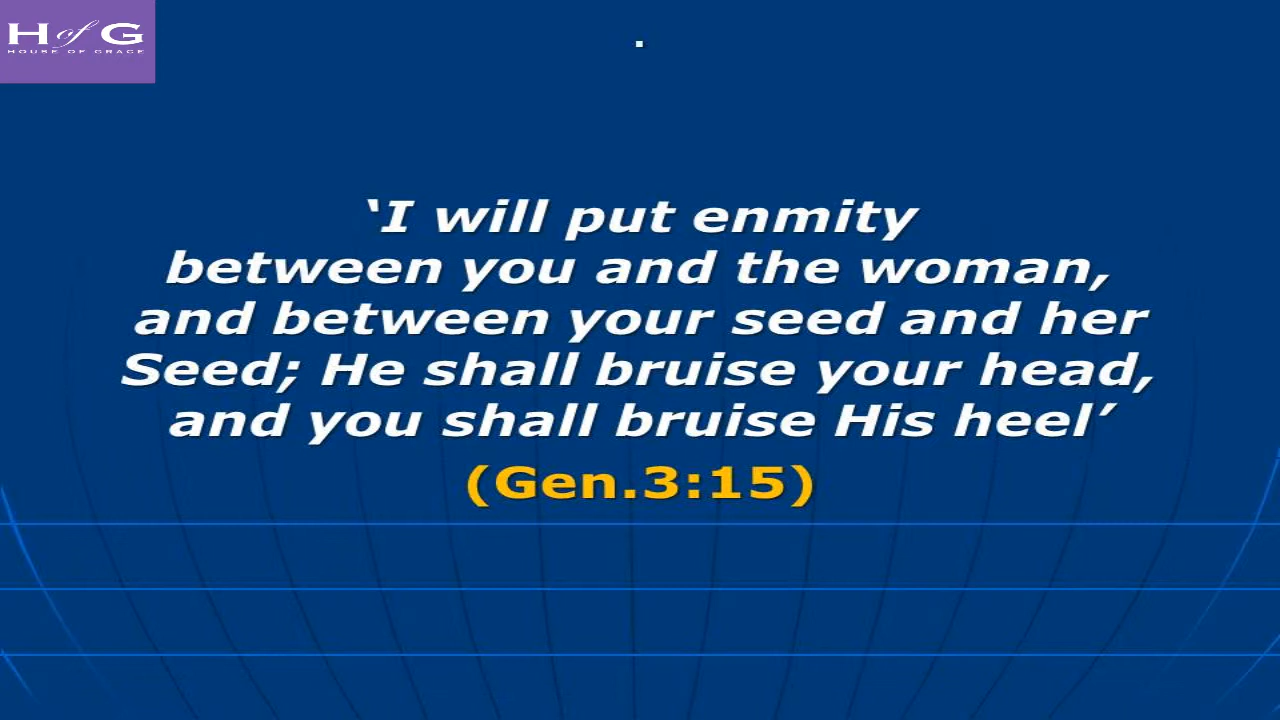 H of G
HOUSE OF GRACE
.
‘I will put enmity
between you and the woman,
and between your seed and her
Seed; He shall bruise your head,
and you shall bruise His heel’
(Gen.3:15)